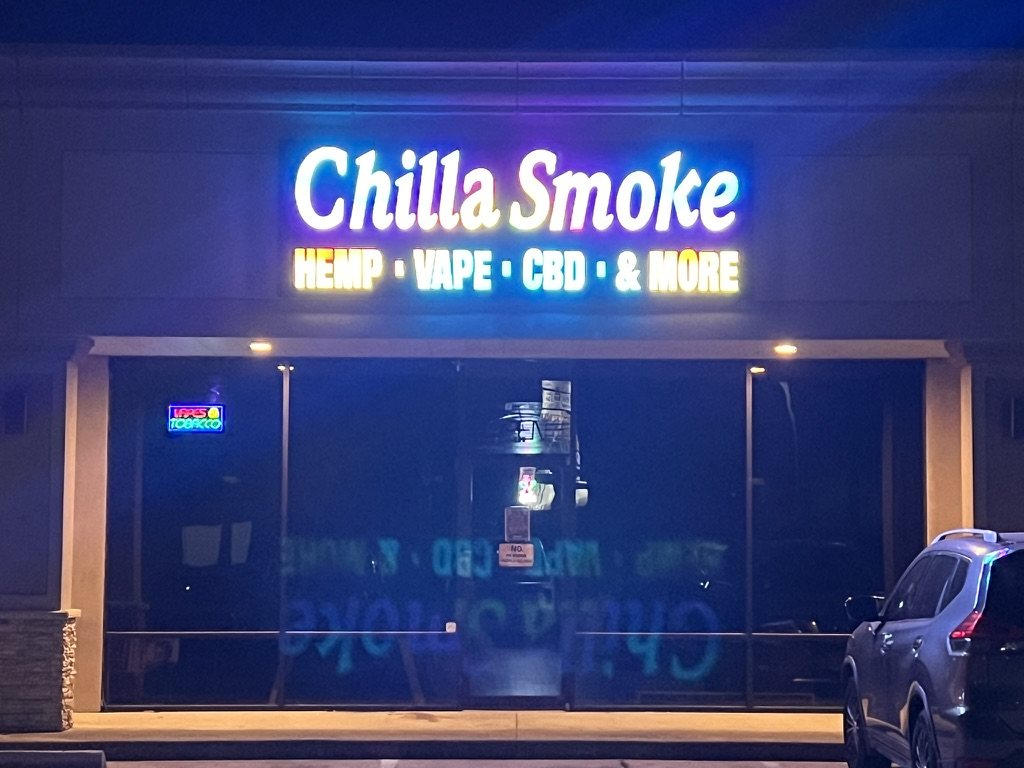 Chilla Smoke
HEMP · VAPE · CBD · & MORE
VAPES
TOBACCO
NO